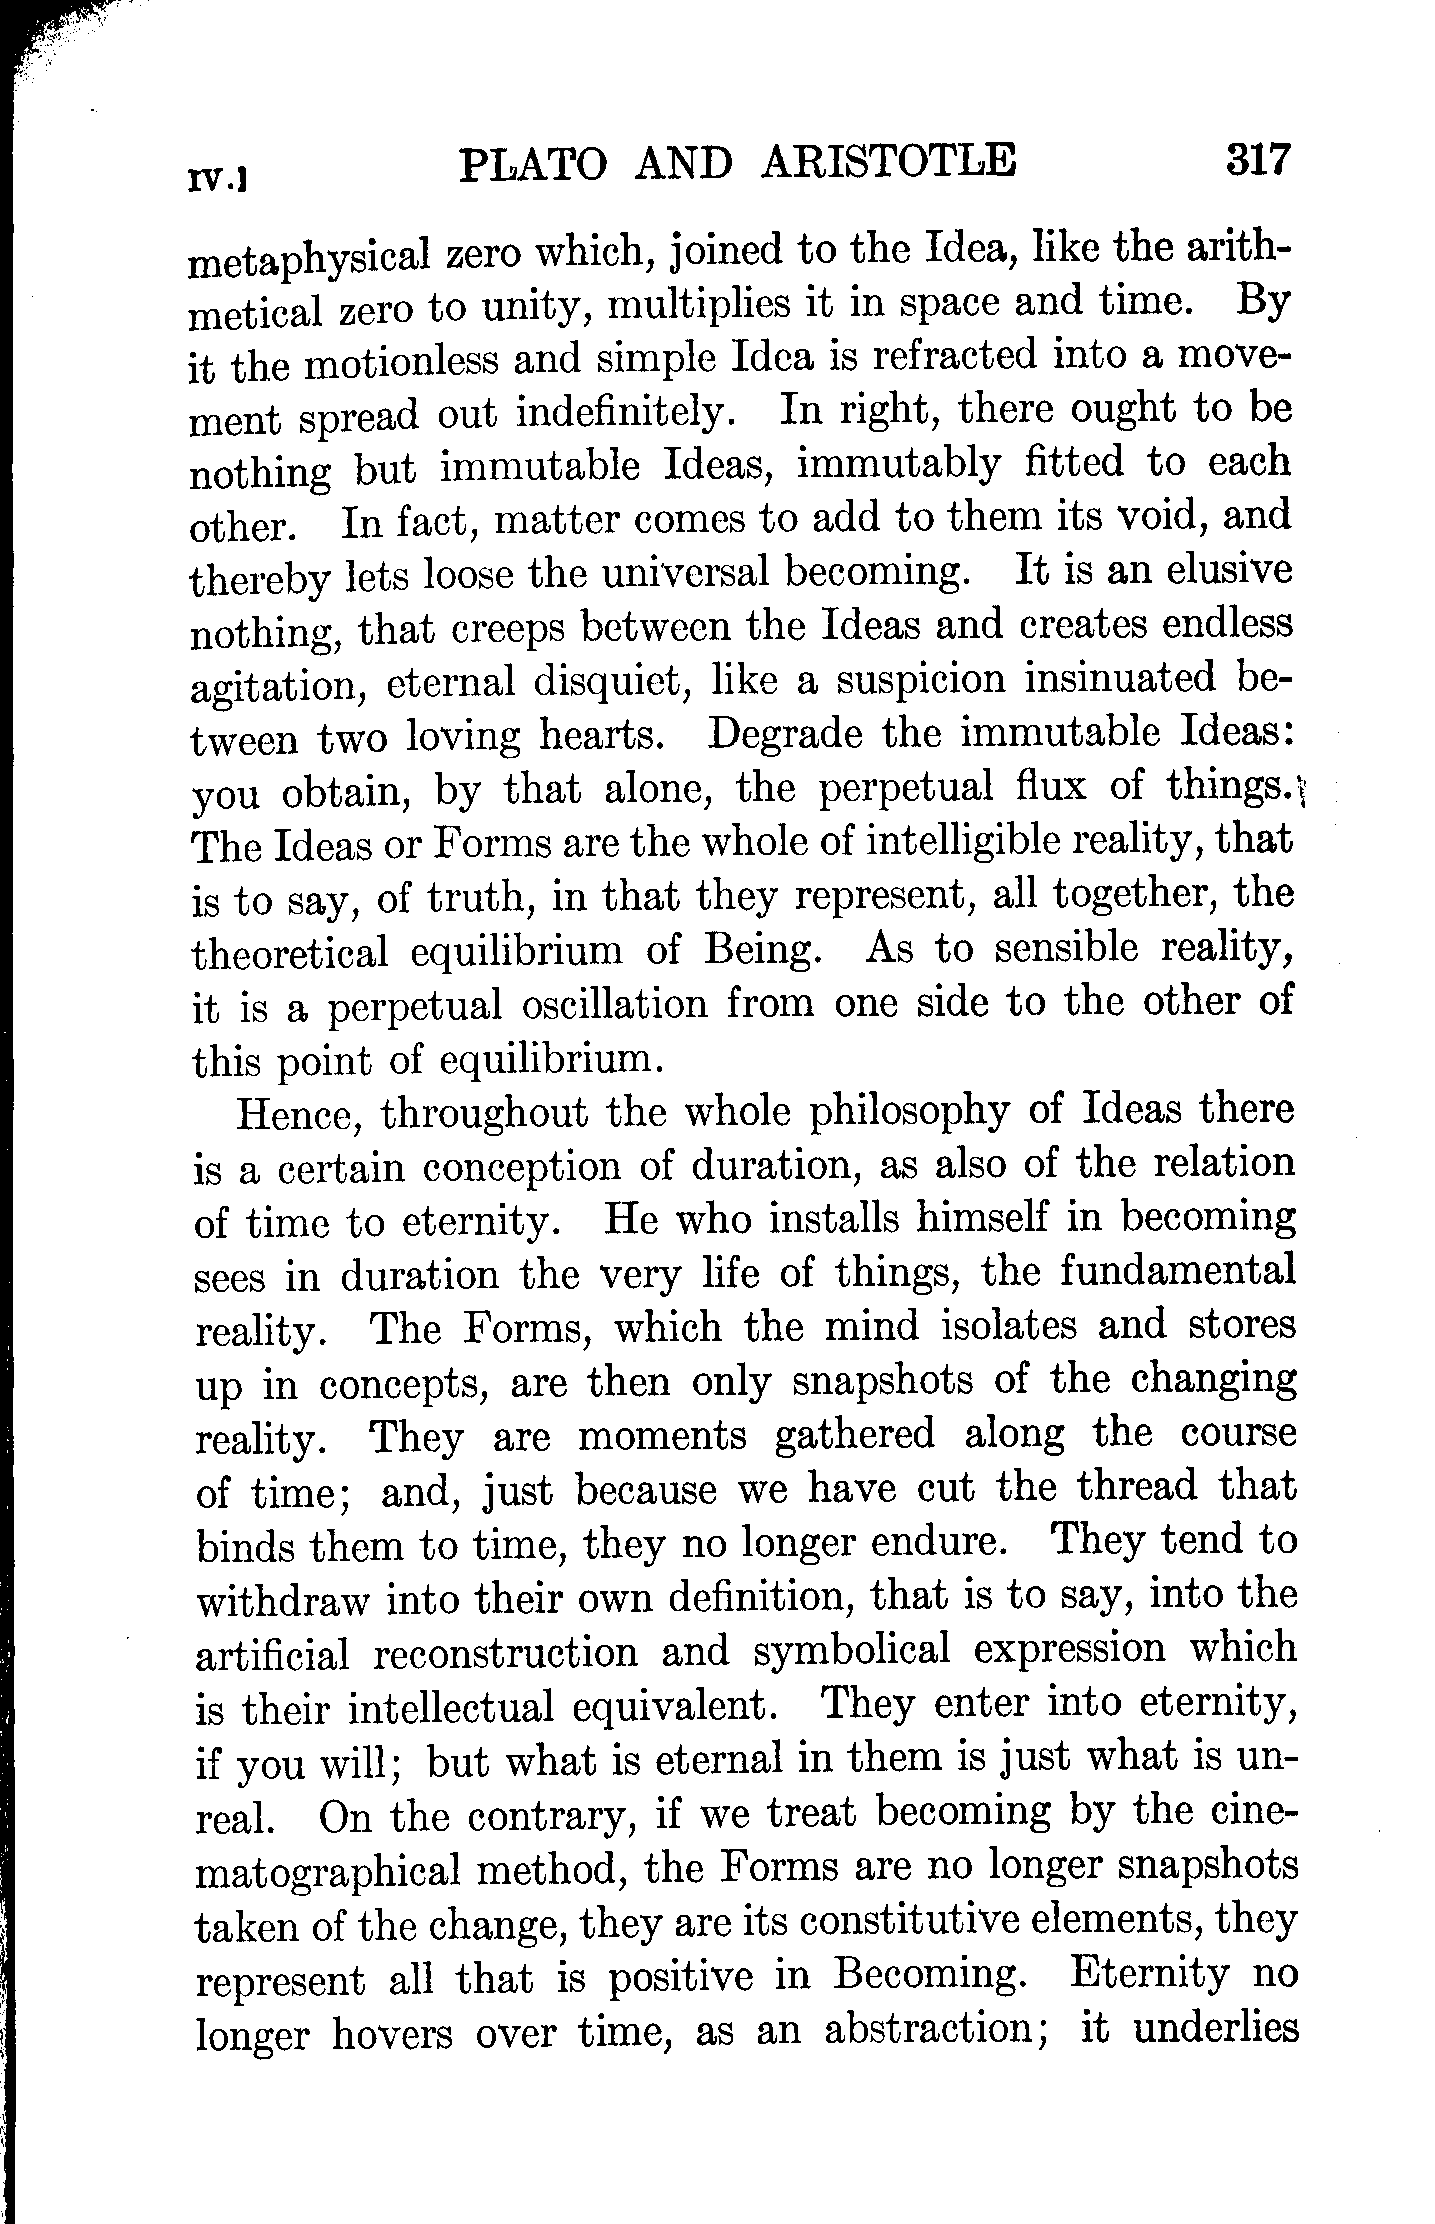 IV.] PLATO AND ARISTOTLE 317
metaphysical zero which, joined to the Idea, like the arith-
metical zero to unity, multiplies it in space and time. By
it the motionless and simple Idea is refracted into a move-
ment spread out indefinitely. In right, there ought to be
nothing but immutable Ideas, immutably fitted to each
other. In fact, matter comes to add to them its void, and
thereby lets loose the universal becoming. It is an elusive
nothing, that creeps between the Ideas and creates endless
agitation, eternal disquiet, like a suspicion insinuated be-
tween two loving hearts. Degrade the immutable Ideas:
you obtain, by that alone, the perpetual flux of things.
The Ideas or Forms are the whole of intelligible reality, that
is to say, of truth, in that they represent, all together, the
theoretical equilibrium of Being. As to sensible reality,
it is a perpetual oscillation from one side to the other of
this point of equilibrium.
Hence, throughout the whole philosophy of Ideas there
is a certain conception of duration, as also of the relation
of time to eternity. He who installs himself in becoming
sees in duration the very life of things, the fundamental
reality. The Forms, which the mind isolates and stores
up in concepts, are then only snapshots of the changing
reality. They are moments gathered along the course
of time; and, just because we have cut the thread that
binds them to time, they no longer endure. They tend to
withdraw into their own definition, that is to say, into the
artificial reconstruction and symbolical expression which
is their intellectual equivalent. They enter into eternity,
if you will; but what is eternal in them is just what is un-
real. On the contrary, if we treat becoming by the cine-
matographical method, the Forms are no longer snapshots
taken of the change, they are its constitutive elements, they
represent all that is positive in Becoming. Eternity no
longer hovers over time, as an abstraction; it underlies